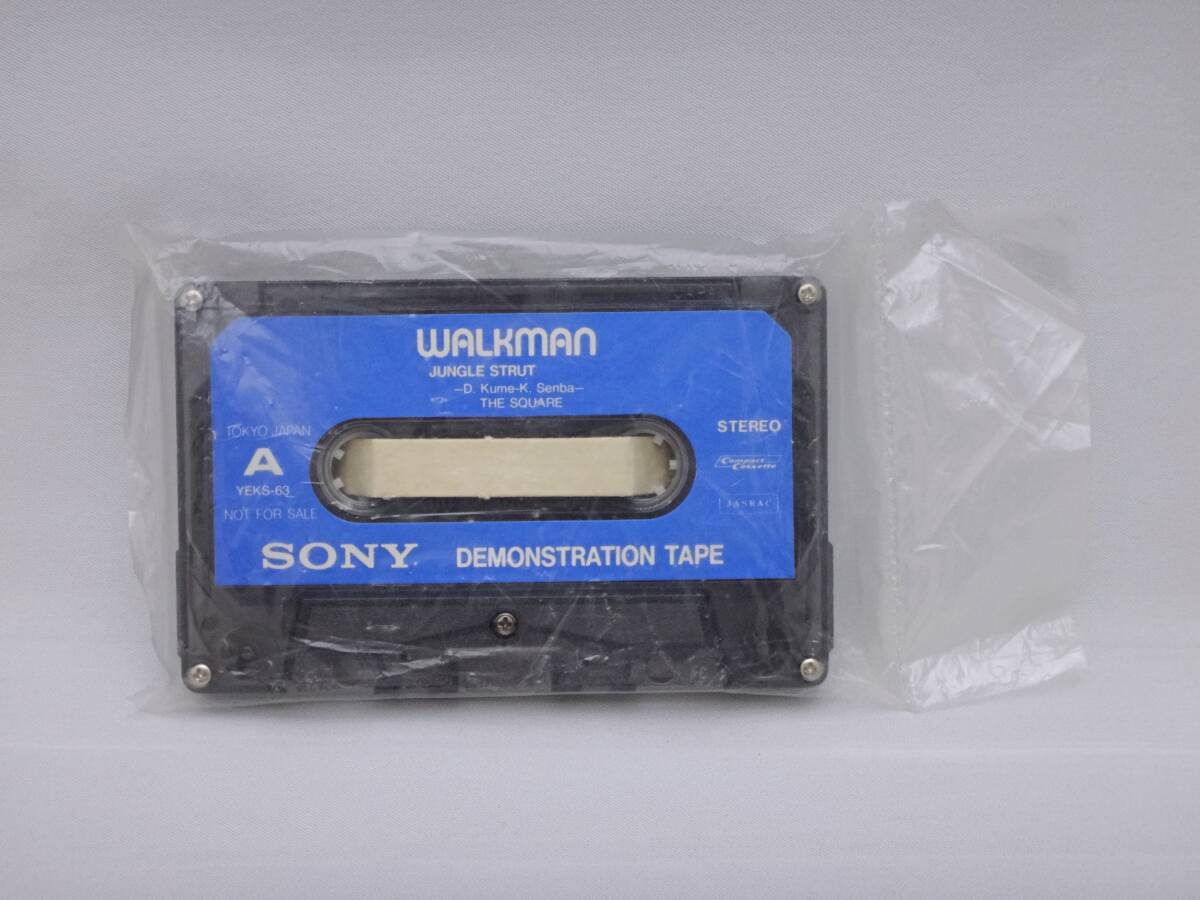 WALKMAN
JUNGLE STRUT
—D. Kume-K. Senba—
THE SQUARE
TOKYO JAPAN
A
YEKS-63
NOT FOR SALE
STEREO
Compact Cassette
JASRAC
SONY DEMONSTRATION TAPE